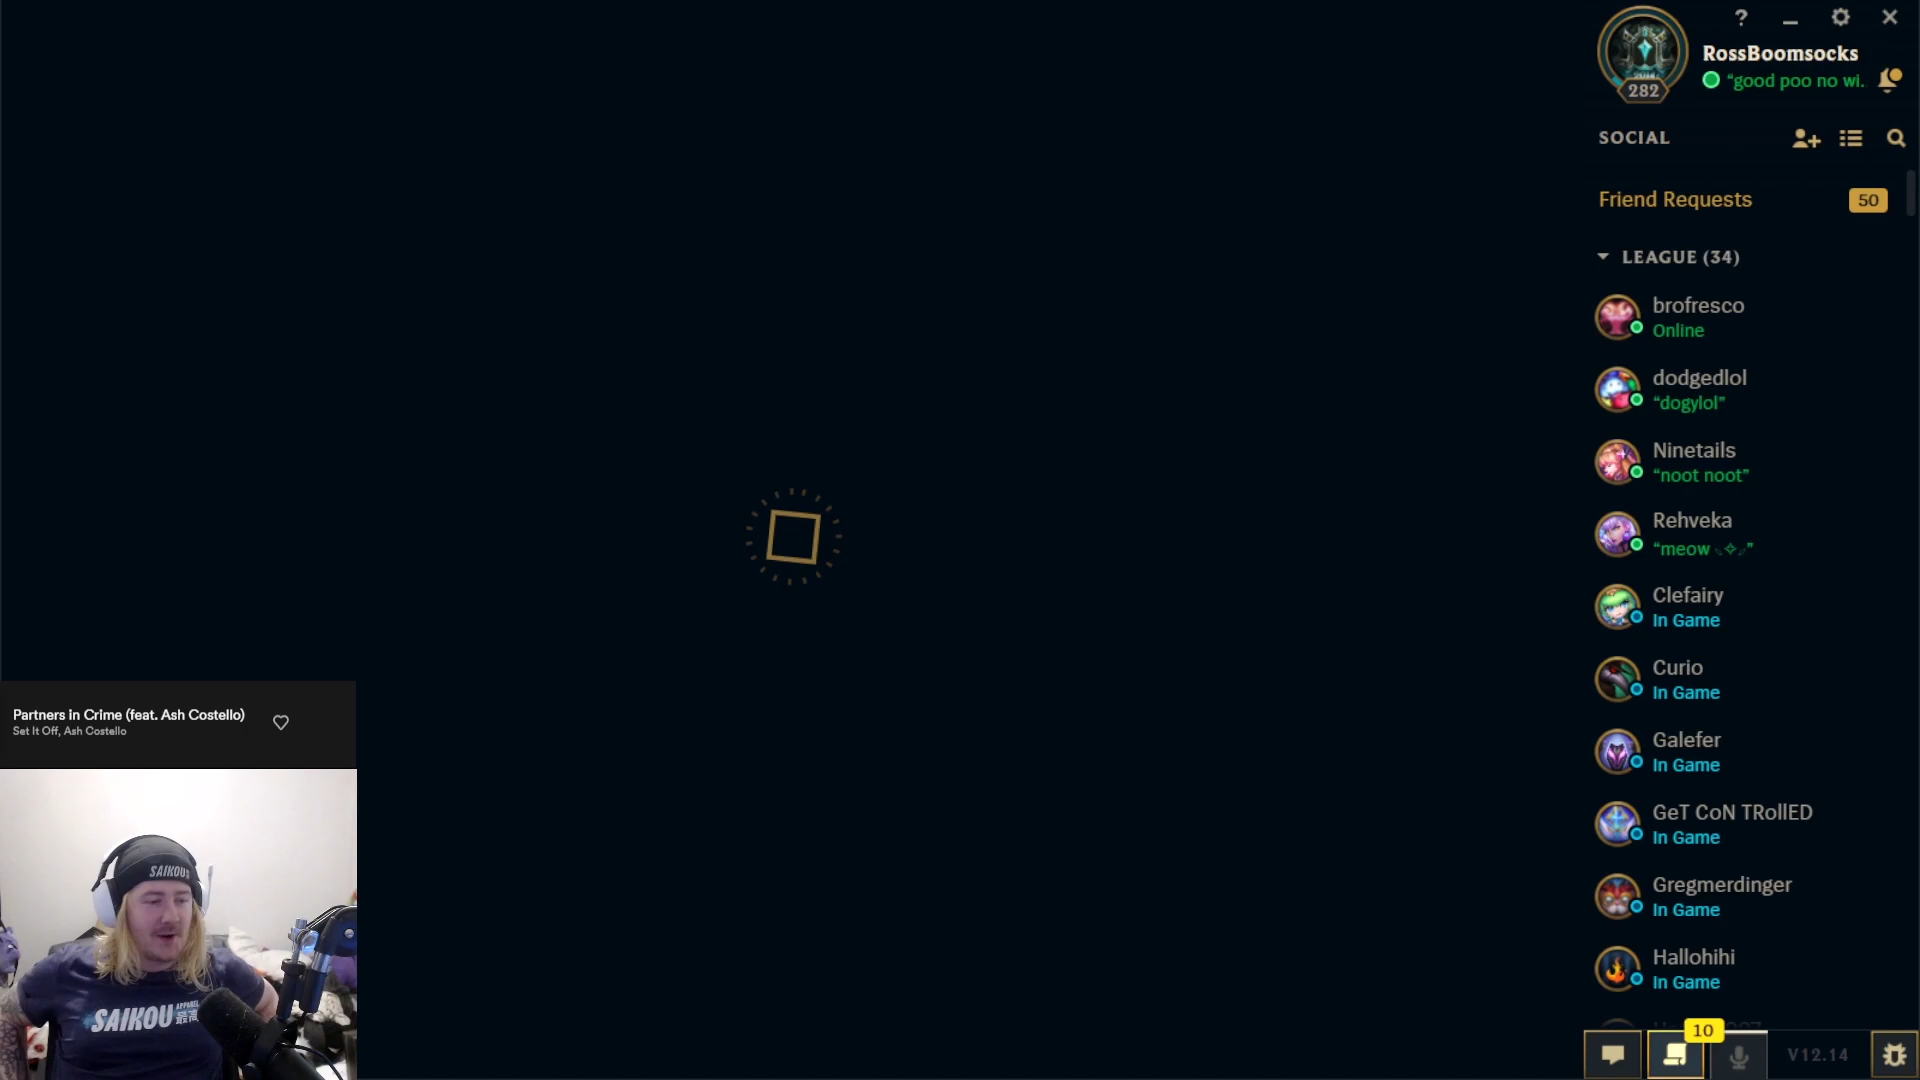 ?
RossBoomsocks
282
“good poo no wi..
SOCIAL
Friend Requests
50
LEAGUE (34)
brofresco
Online
dodgedlol
“dogylol”
Ninetails
“noot noot”
Rehveka
“meow ⸜✧⸝”
Clefairy
In Game
Curio
In Game
Galefer
In Game
GeT CoN TRollED
In Game
Gregmerdinger
In Game
Hallohihi
In Game
10
V12.14
Partners in Crime (feat. Ash Costello)
Set It Off, Ash Costello
SAIKOU
SAIKOU APPAREL
最高